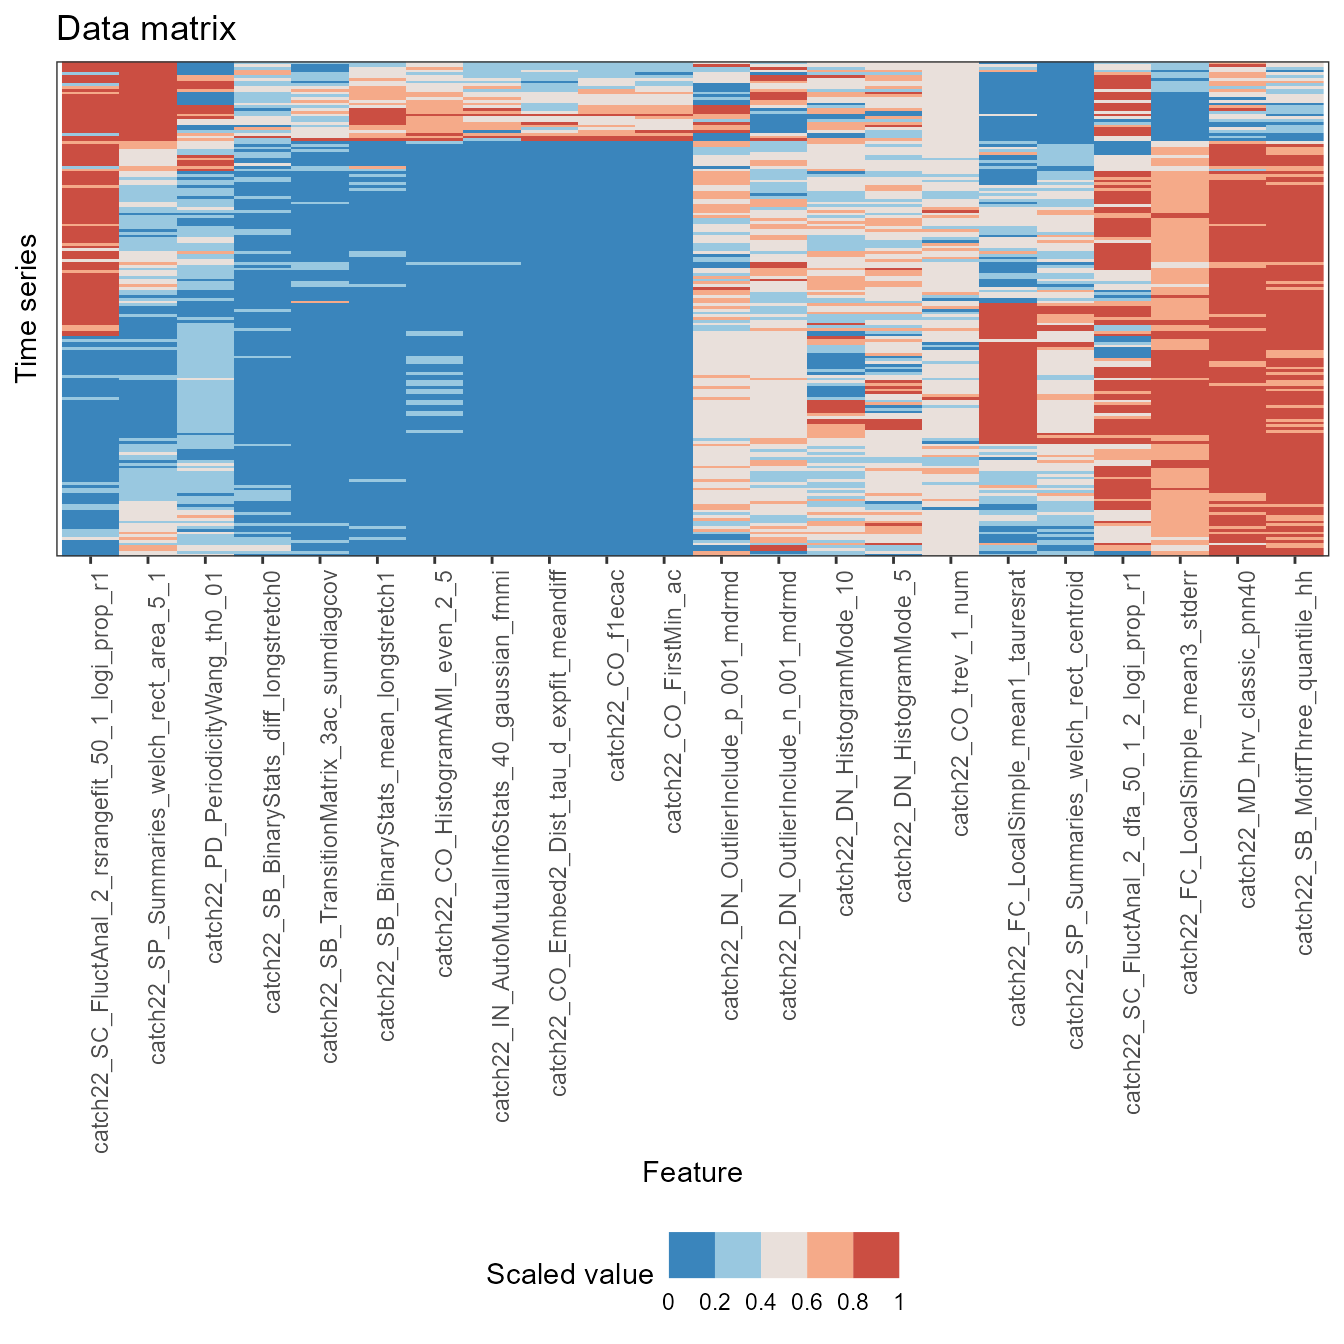 Data matrix
Time series
catch22_SC_FluctAnal_2_rsrangefit_50_1_logi_prop_r1
catch22_SP_Summaries_welch_rect_area_5_1
catch22_PD_PeriodicityWang_th0_01
catch22_SB_BinaryStats_diff_longstretch0
catch22_SB_TransitionMatrix_3ac_sumdiagcov
catch22_SB_BinaryStats_mean_longstretch1
catch22_CO_HistogramAMI_even_2_5
catch22_IN_AutoMutualInfoStats_40_gaussian_fmmi
catch22_CO_Embed2_Dist_tau_d_expfit_meandiff
catch22_CO_f1ecac
catch22_CO_FirstMin_ac
catch22_DN_OutlierInclude_p_001_mdrmd
catch22_DN_OutlierInclude_n_001_mdrmd
catch22_DN_HistogramMode_10
catch22_DN_HistogramMode_5
catch22_CO_trev_1_num
catch22_FC_LocalSimple_mean1_tauresrat
catch22_SP_Summaries_welch_rect_centroid
catch22_SC_FluctAnal_2_dfa_50_1_2_logi_prop_r1
catch22_FC_LocalSimple_mean3_stderr
catch22_MD_hrv_classic_pnn40
catch22_SB_MotifThree_quantile_hh
Feature
Scaled value
0 0.2 0.4 0.6 0.8 1